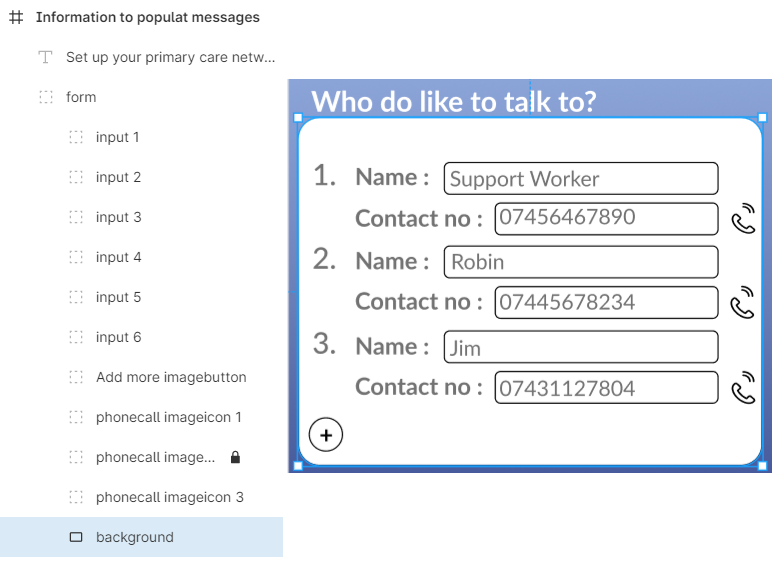 Information to populat messages
Set up your primary care netw...
form
input 1
input 2
input 3
input 4
input 5
input 6
Add more imagebutton
phonecall imageicon 1
phonecall image...
phonecall imageicon 3
background
Who do like to talk to?
1. Name : Support Worker
Contact no : 07456467890
2. Name : Robin
Contact no : 07445678234
3. Name : Jim
Contact no : 07431127804
+